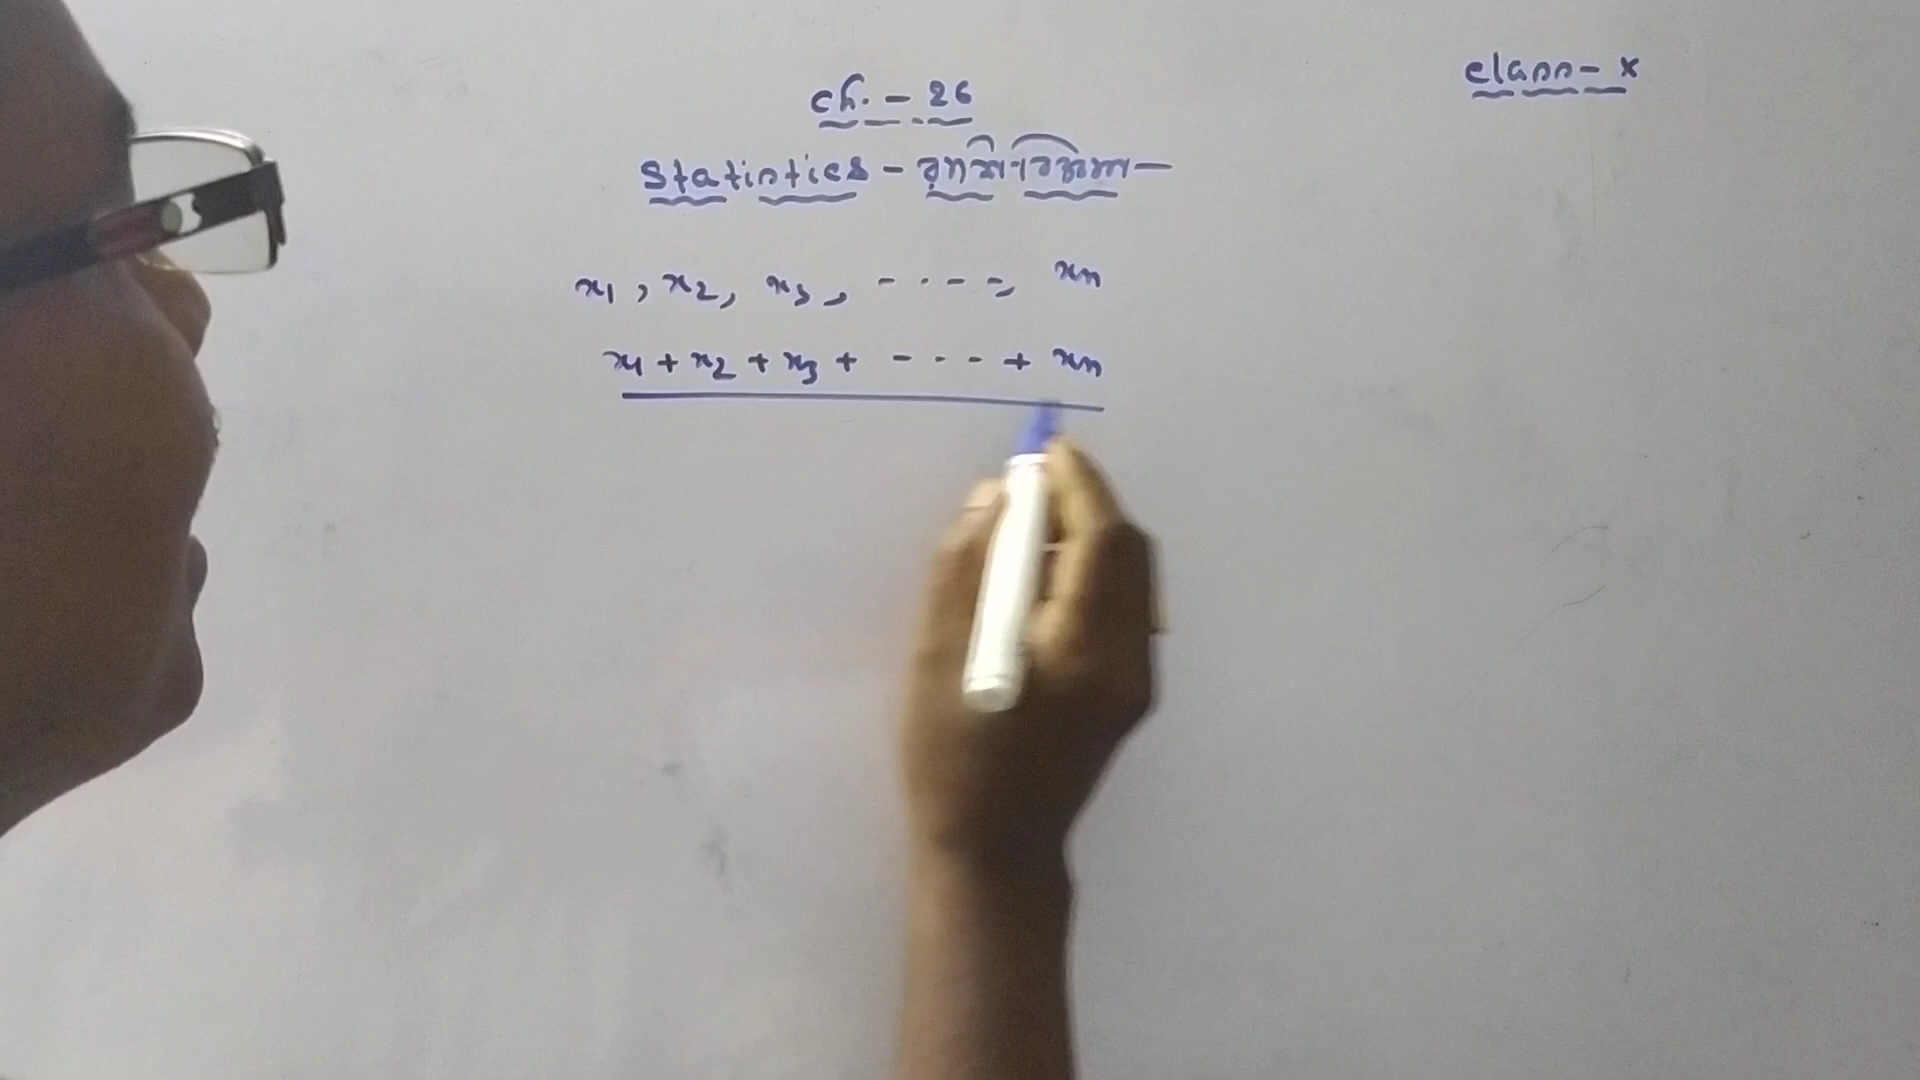 class - X
ch. - 26
Statistics - রাশিবিজ্ঞান -
x₁, x₂, x₃, - . - -, xₙ
x₁ + x₂ + x₃ + - - - - + xₙ